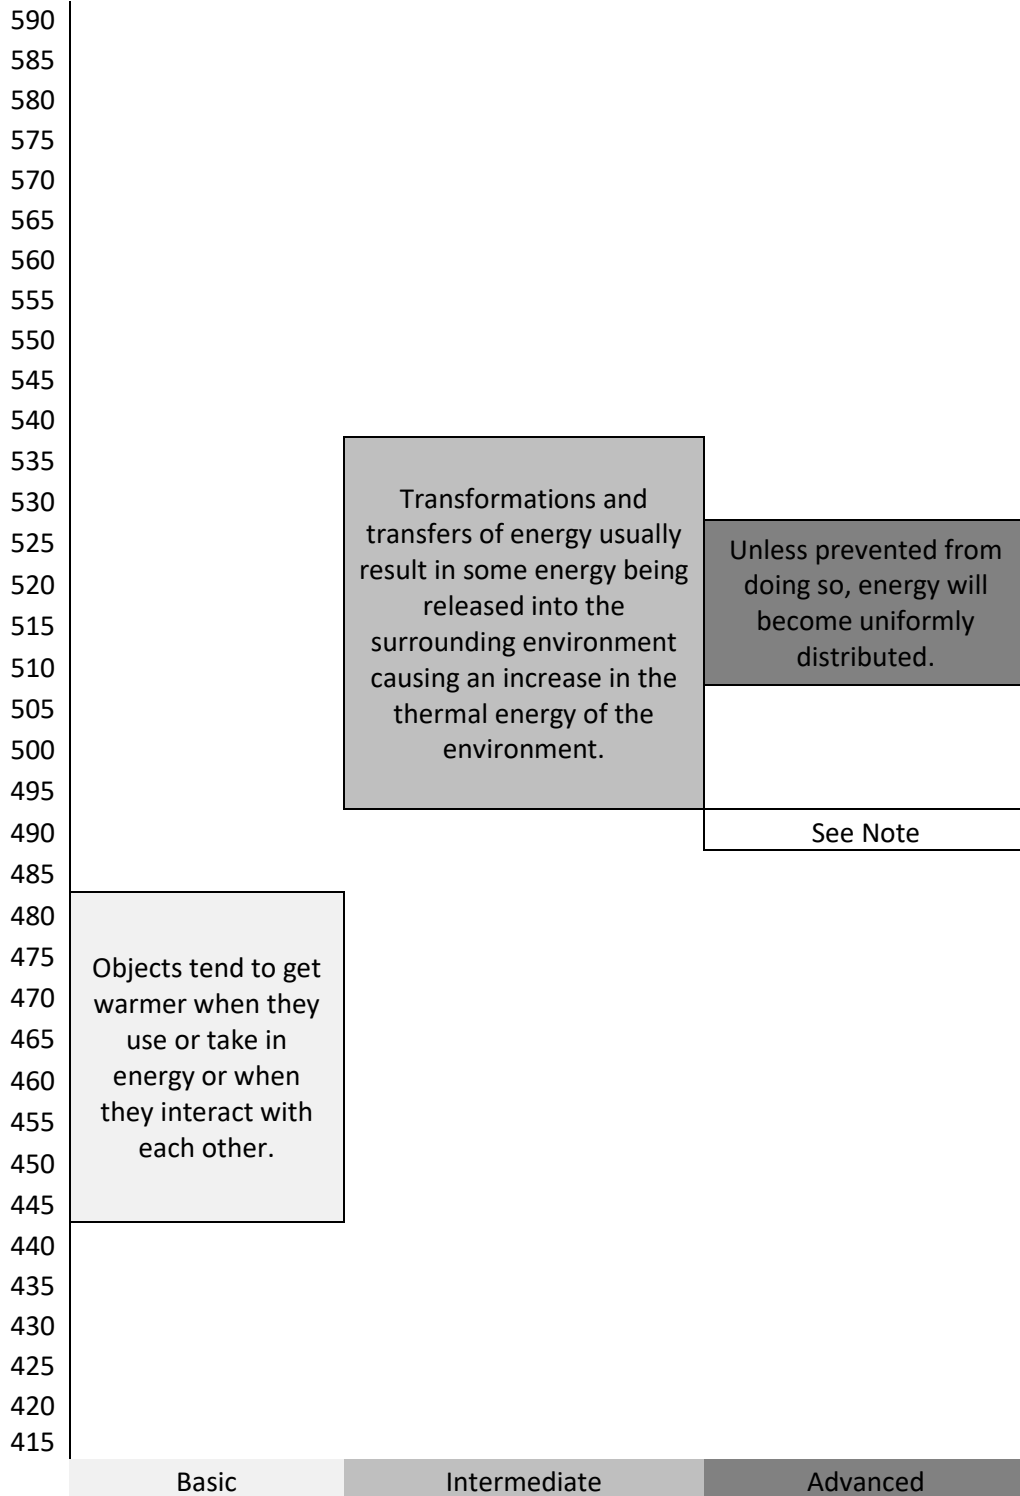 590
585
580
575
570
565
560
555
550
545
540
535
530
525
520
515
510
505
500
495
490
485
480
475
470
465
460
455
450
445
440
435
430
425
420
415
Transformations and
transfers of energy usually
result in some energy being
released into the
surrounding environment
causing an increase in the
thermal energy of the
environment.
Unless prevented from
doing so, energy will
become uniformly
distributed.
See Note
Objects tend to get
warmer when they
use or take in
energy or when
they interact with
each other.
Basic
Intermediate
Advanced